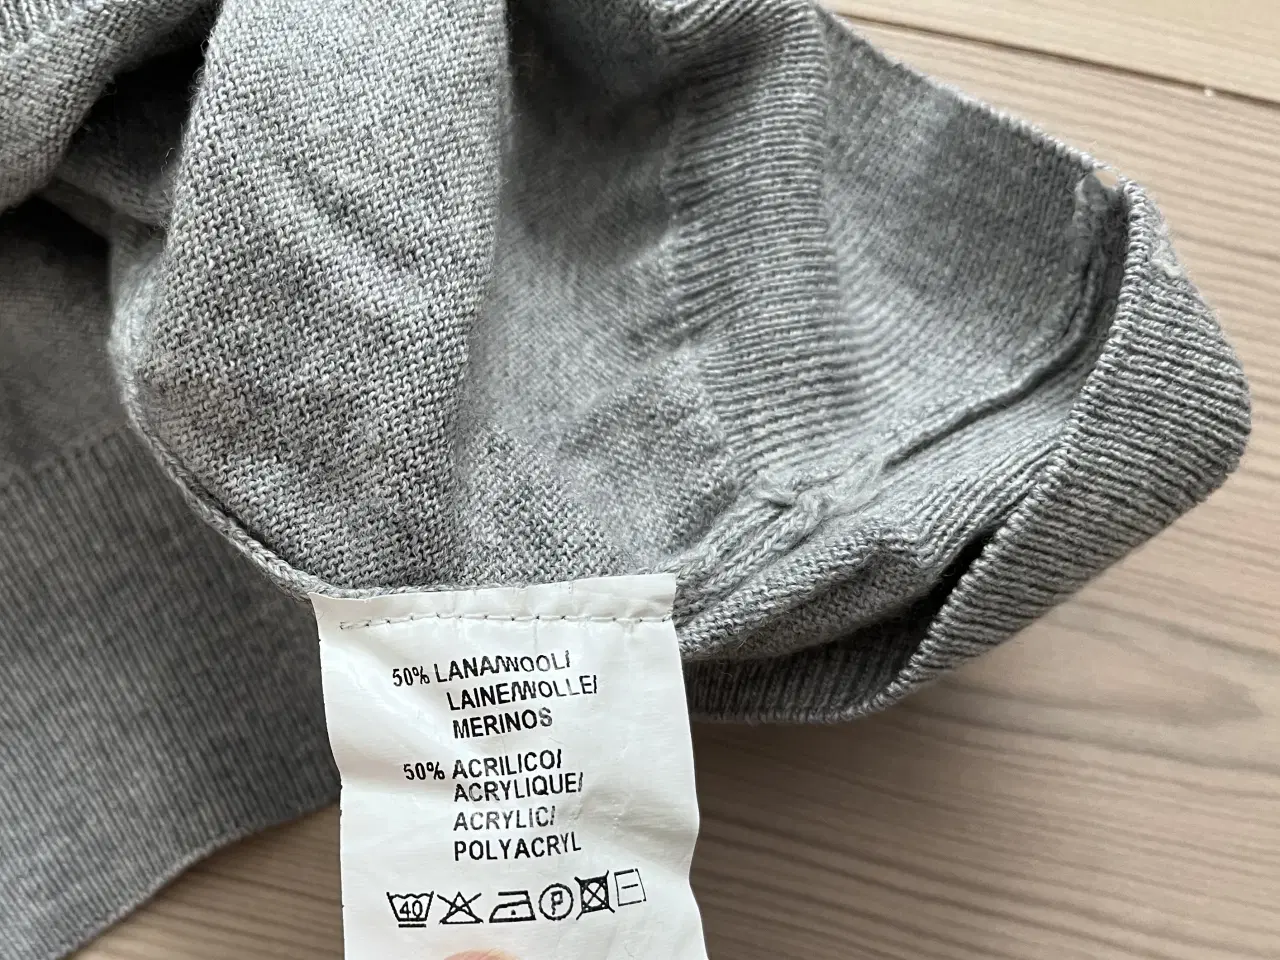 50% LANA/WOOL/
LAINE/WOLLE/
MERINOS
50% ACRILICO/
ACRYLIQUE/
ACRYLIC/
POLYACRYL
40 P